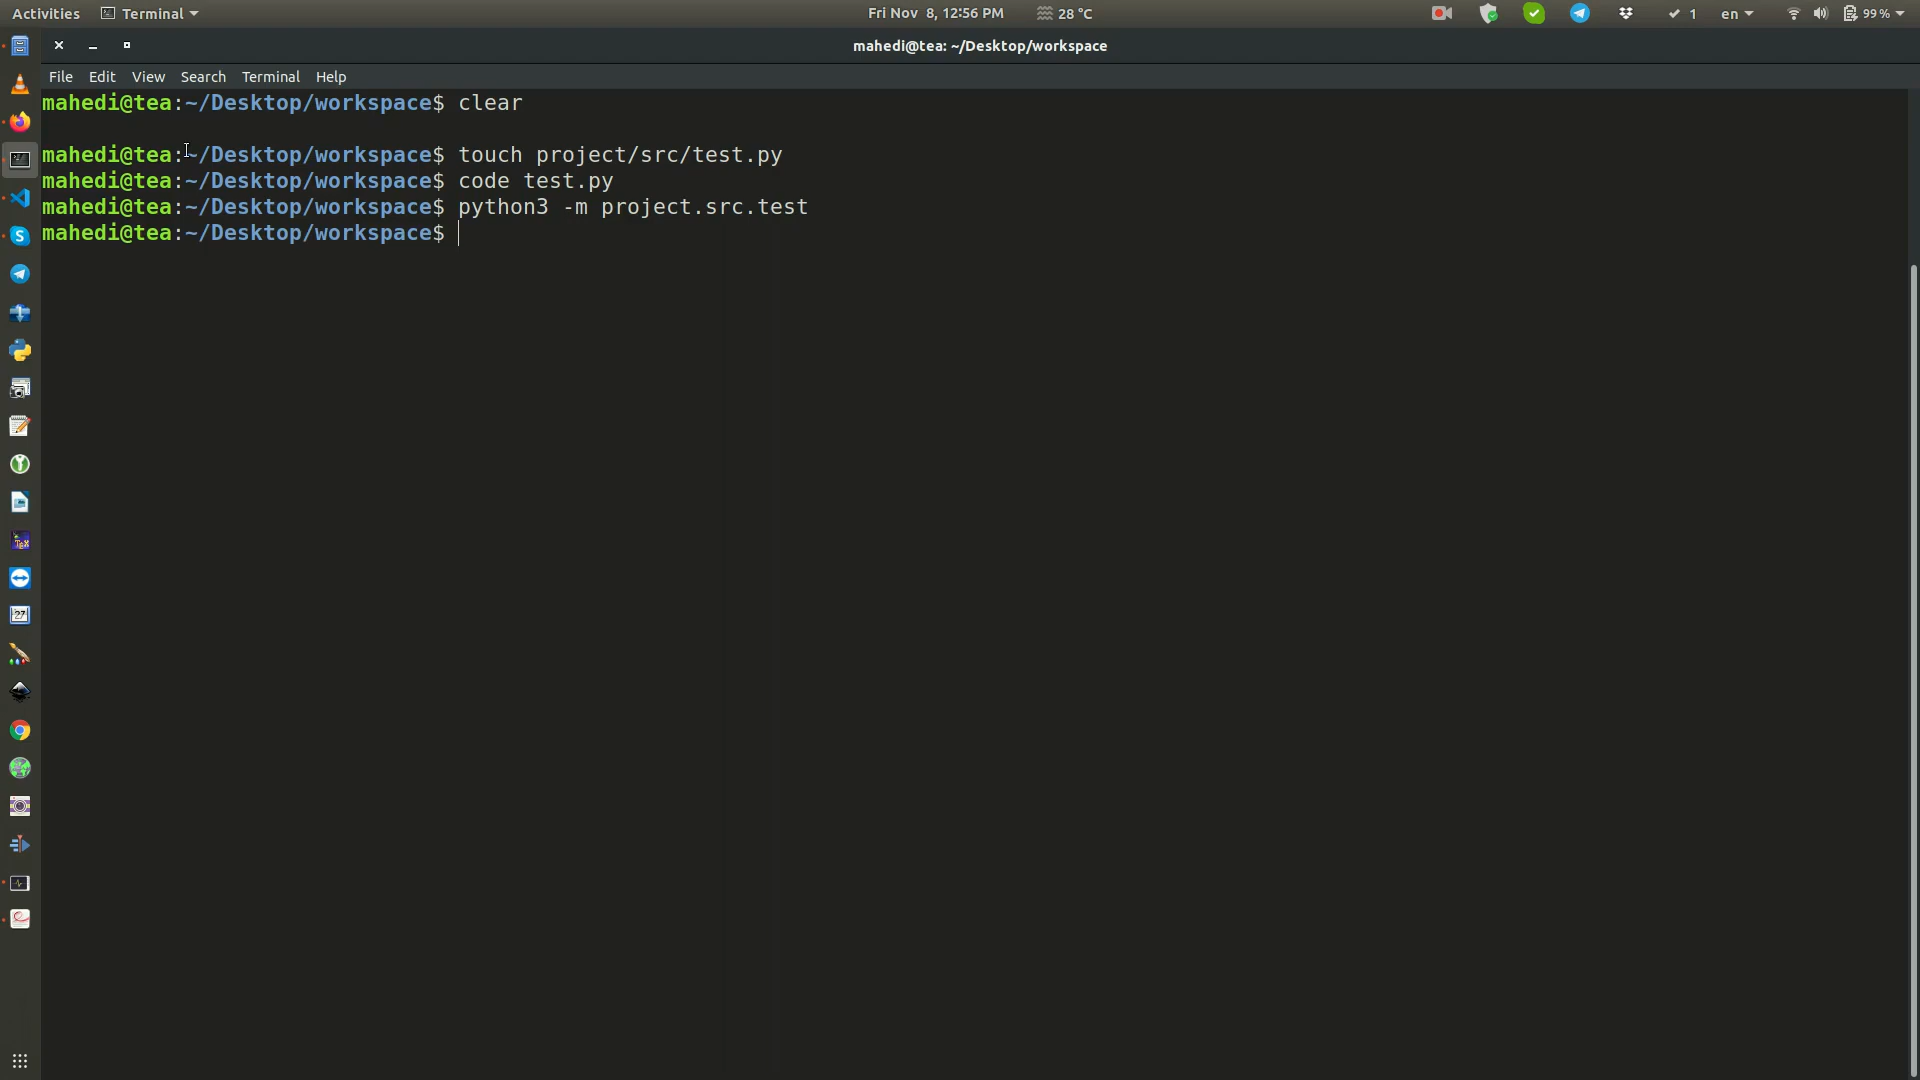 Activities Terminal Fri Nov 8, 12:56 PM 28 °C 1 en 99 %
mahedi@tea: ~/Desktop/workspace
File Edit View Search Terminal Help
mahedi@tea:~/Desktop/workspace$ clear
mahedi@tea:~/Desktop/workspace$ touch project/src/test.py
mahedi@tea:~/Desktop/workspace$ code test.py
mahedi@tea:~/Desktop/workspace$ python3 -m project.src.test
mahedi@tea:~/Desktop/workspace$